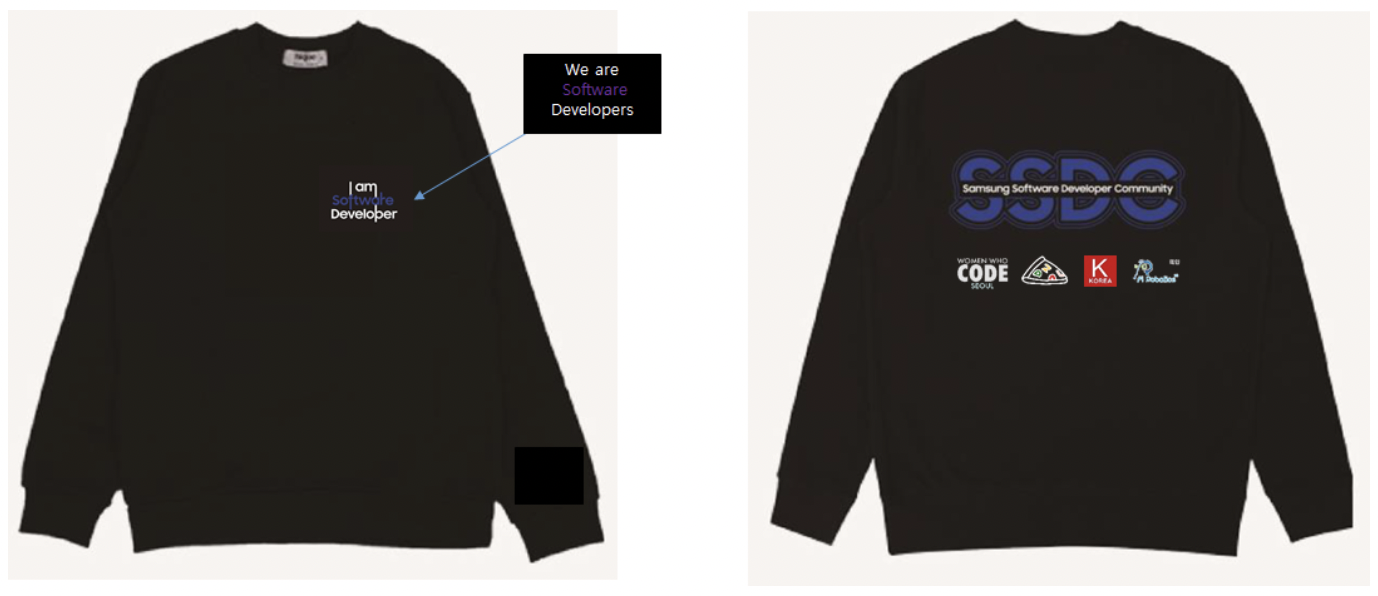 We are
Software
Developers
I am
Software
Developer
SSDC
Samsung Software Developer Community
WOMEN WHO
CODE
SEOUL
K
KOREA